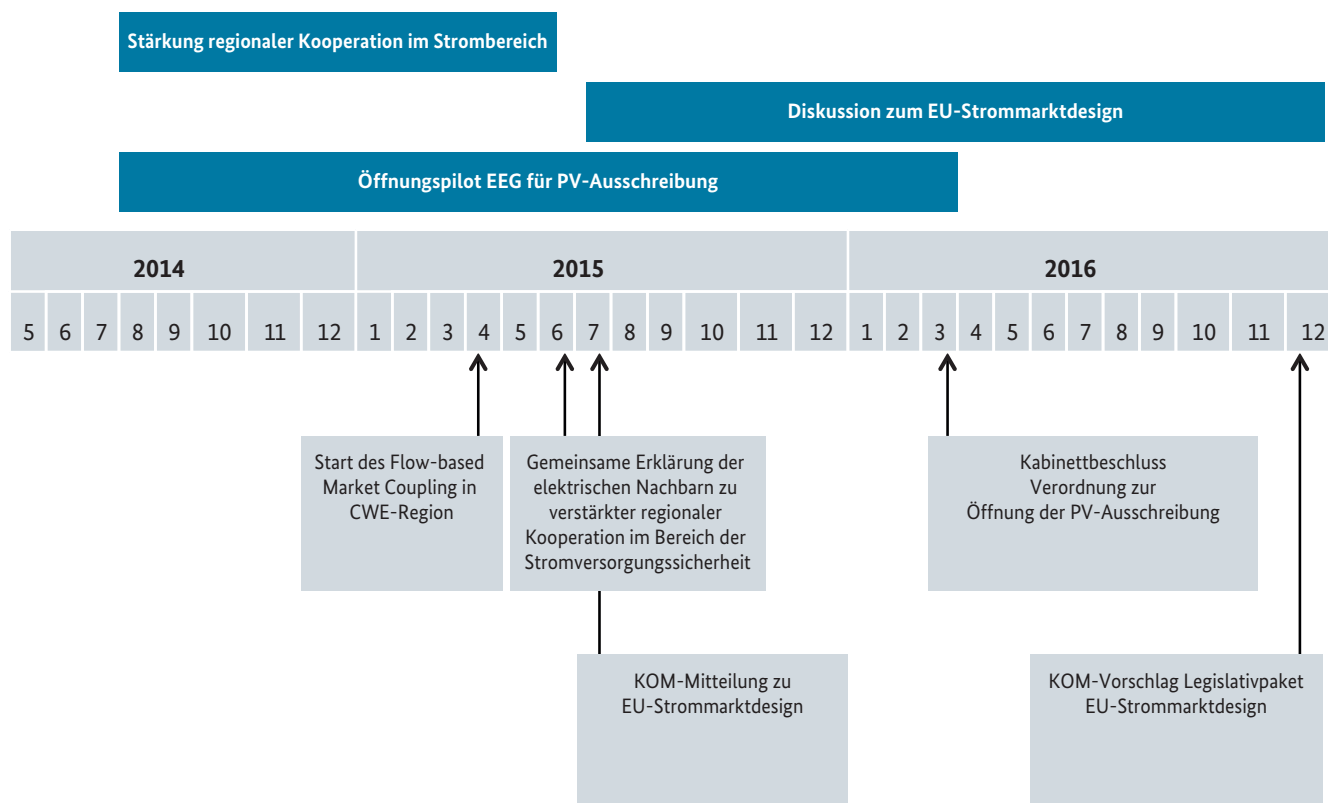 Stärkung regionaler Kooperation im Strombereich
Diskussion zum EU-Strommarktdesign
Öffnungspilot EEG für PV-Ausschreibung
2014 2015 2016
5 6 7 8 9 10 11 12 1 2 3 4 5 6 7 8 9 10 11 12 1 2 3 4 5 6 7 8 9 10 11 12
Start des Flow-based
Market Coupling in
CWE-Region
Gemeinsame Erklärung der
elektrischen Nachbarn zu
verstärkter regionaler
Kooperation im Bereich der
Stromversorgungssicherheit
Kabinettbeschluss
Verordnung zur
Öffnung der PV-Ausschreibung
KOM-Mitteilung zu
EU-Strommarktdesign
KOM-Vorschlag Legislativpaket
EU-Strommarktdesign